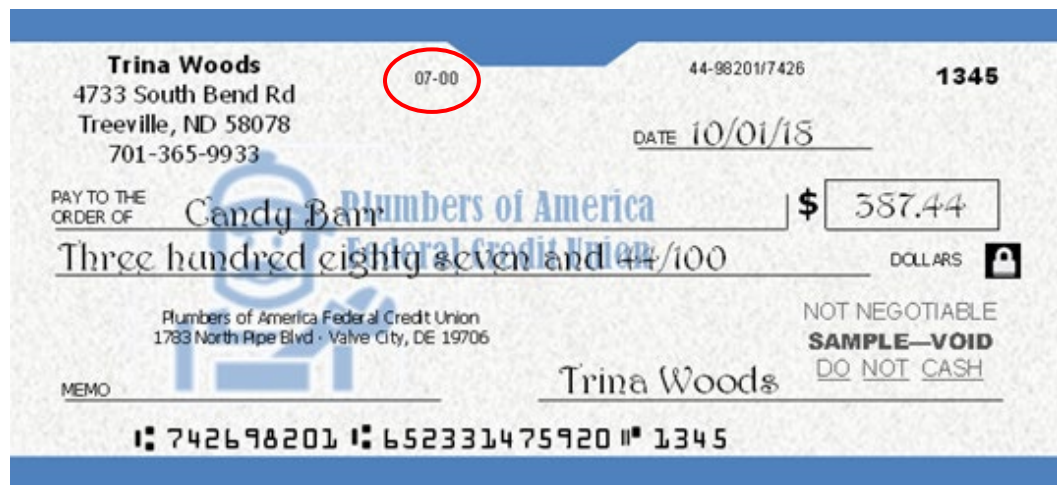 Trina Woods
4733 South Bend Rd
Treeville, ND 58078
701-365-9933
07-00
44-98201/7426
1345
DATE 10/01/18
PAY TO THE
ORDER OF Candy Barr $ 387.44
Plumbers of America
Federal Credit Union
Three hundred eighty seven and 44/100 DOLLARS
Plumbers of America Federal Credit Union
1783 North Pipe Blvd · Valve City, DE 19706
NOT NEGOTIABLE
SAMPLE—VOID
DO NOT CASH
MEMO Trina Woods
⑆ 742698201 ⑆ 652331475920 ⑈ 1345